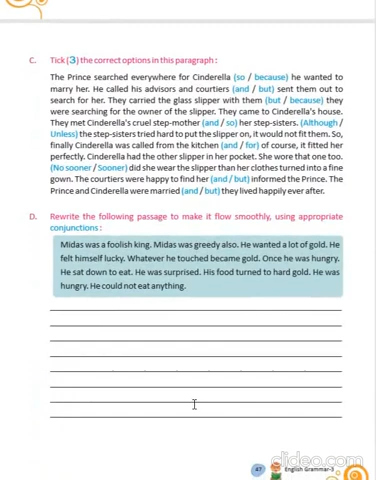 C. Tick (3) the correct options in this paragraph :
The Prince searched everywhere for Cinderella (so / because) he wanted to
marry her. He called his advisors and courtiers (and / but) sent them out to
search for her. They carried the glass slipper with them (but / because) they
were searching for the owner of the slipper. They came to Cinderella's house.
They met Cinderella's cruel step-mother (and / so) her step-sisters. (Although /
Unless) the step-sisters tried hard to put the slipper on, it would not fit them. So,
finally Cinderella was called from the kitchen (and / for) of course, it fitted her
perfectly. Cinderella had the other slipper in her pocket. She wore that one too.
(No sooner / Sooner) did she wear the slipper than her clothes turned into a fine
gown. The courtiers were happy to find her (and / but) informed the Prince. The
Prince and Cinderella were married (and / but) they lived happily ever after.
D. Rewrite the following passage to make it flow smoothly, using appropriate
conjunctions :
Midas was a foolish king. Midas was greedy also. He wanted a lot of gold. He
felt himself lucky. Whatever he touched became gold. Once he was hungry.
He sat down to eat. He was surprised. His food turned to hard gold. He was
hungry. He could not eat anything.
clideo.com
47 English Grammar-3